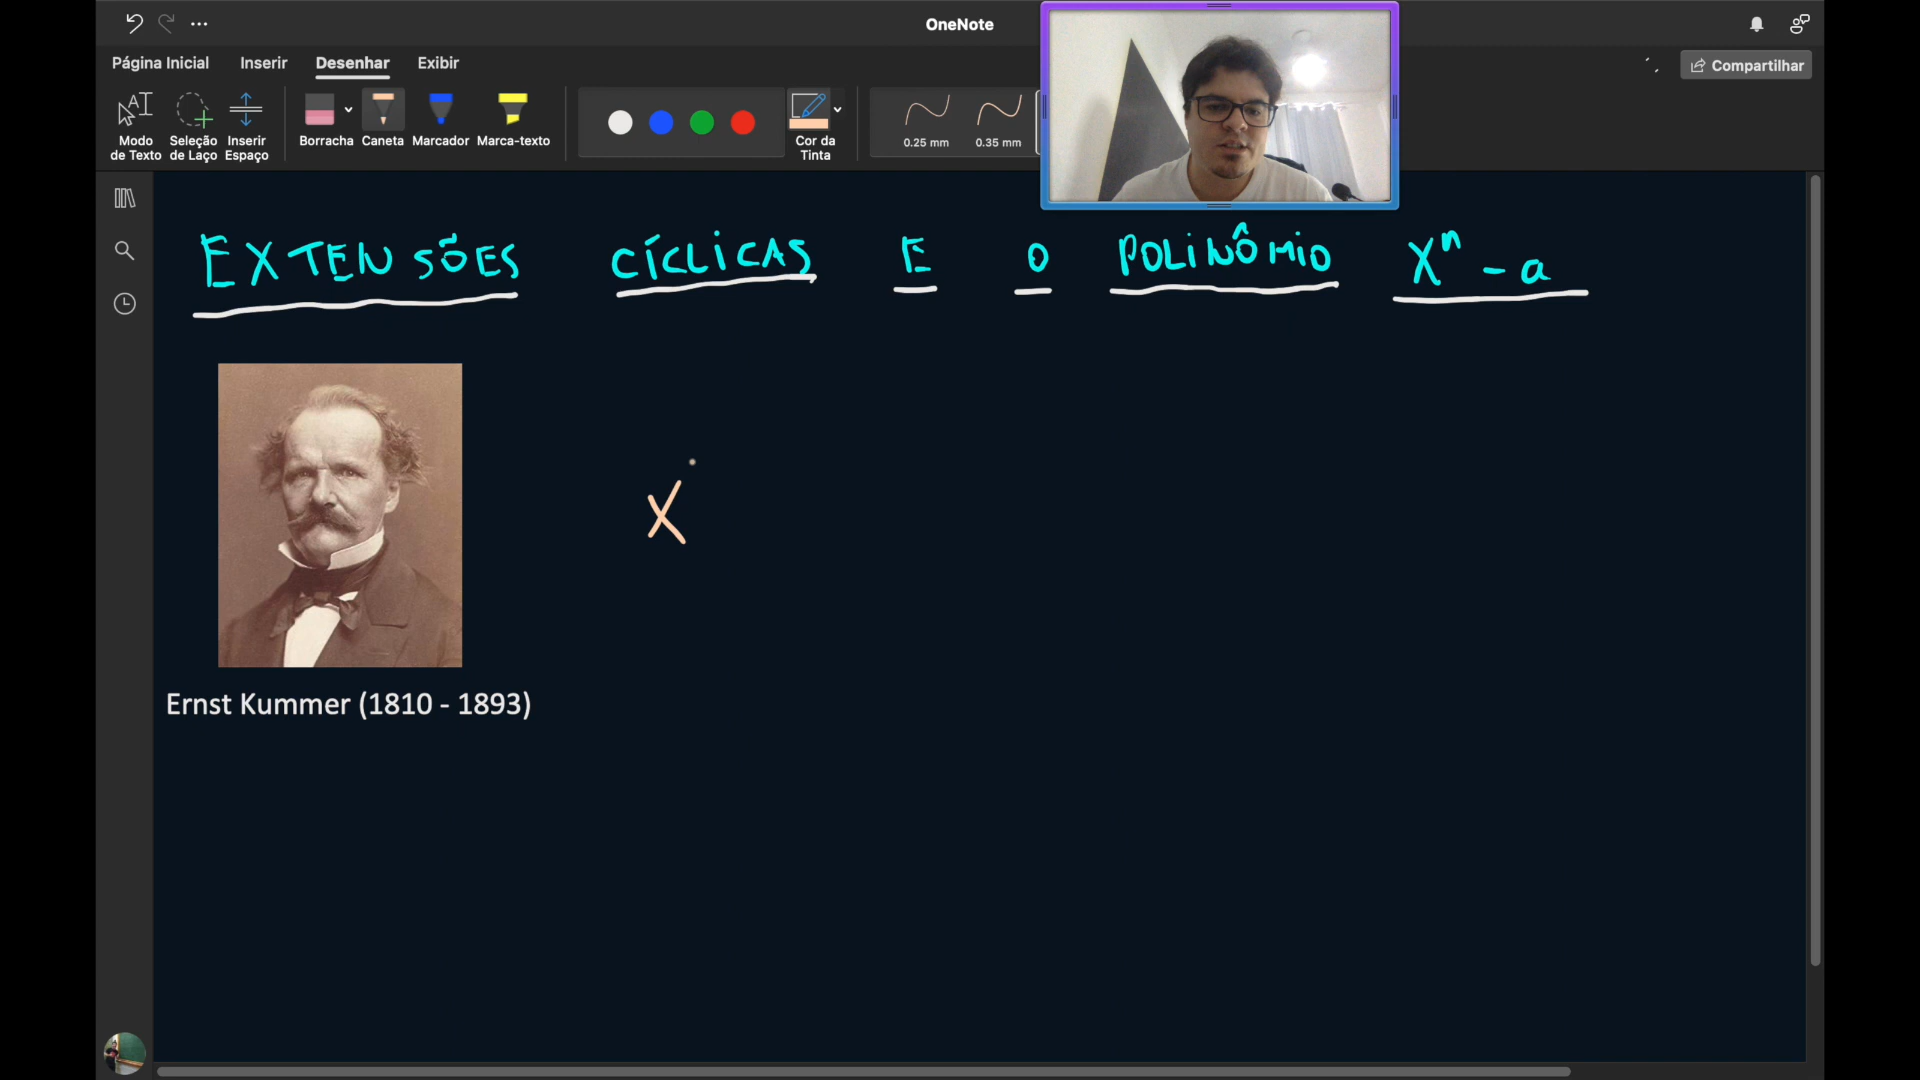 OneNote
Página Inicial Inserir Desenhar Exibir
Compartilhar
Modo de Texto Seleção de Laço Inserir Espaço Borracha Caneta Marcador Marca-texto Cor da Tinta 0.25 mm 0.35 mm
EXTENSÕES CÍCLICAS E O POLINÔMIO Xⁿ - a
X
Ernst Kummer (1810 - 1893)